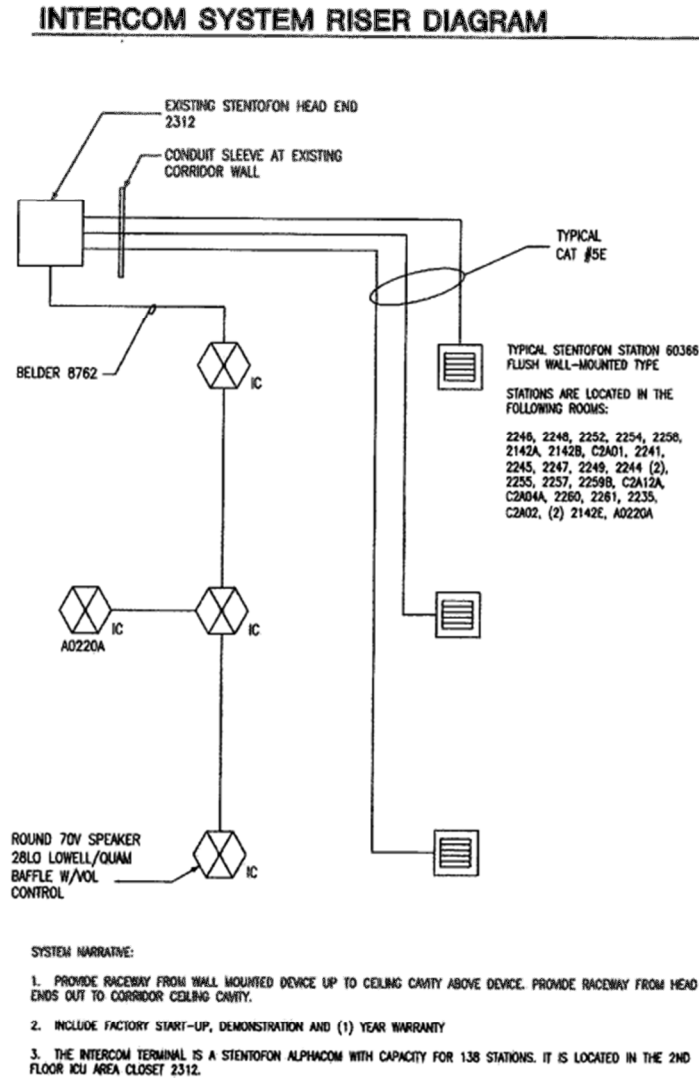 INTERCOM SYSTEM RISER DIAGRAM
EXISTING STENTOFON HEAD END
2312
CONDUIT SLEEVE AT EXISTING
CORRIDOR WALL
TYPICAL
CAT #5E
BELDER 8762
IC
TYPICAL STENTOFON STATION 60366
FLUSH WALL-MOUNTED TYPE
STATIONS ARE LOCATED IN THE
FOLLOWING ROOMS:
2246, 2248, 2252, 2254, 2258,
2142A, 2142B, C2A01, 2241,
2245, 2247, 2249, 2244 (2),
2255, 2257, 2259B, C2A12A,
C2A04A, 2260, 2261, 2235,
C2A02, (2) 2142E, A0220A
IC
IC
A0220A
ROUND 70V SPEAKER
28LO LOWELL/QUAM
BAFFLE W/VOL
CONTROL
IC
SYSTEM NARRATIVE:
1. PROVIDE RACEWAY FROM WALL MOUNTED DEVICE UP TO CEILING CAVITY ABOVE DEVICE. PROVIDE RACEWAY FROM HEAD
ENDS OUT TO CORRIDOR CEILING CAVITY.
2. INCLUDE FACTORY START-UP, DEMONSTRATION AND (1) YEAR WARRANTY
3. THE INTERCOM TERMINAL IS A STENTOFON ALPHACOM WITH CAPACITY FOR 138 STATIONS. IT IS LOCATED IN THE 2ND
FLOOR ICU AREA CLOSET 2312.